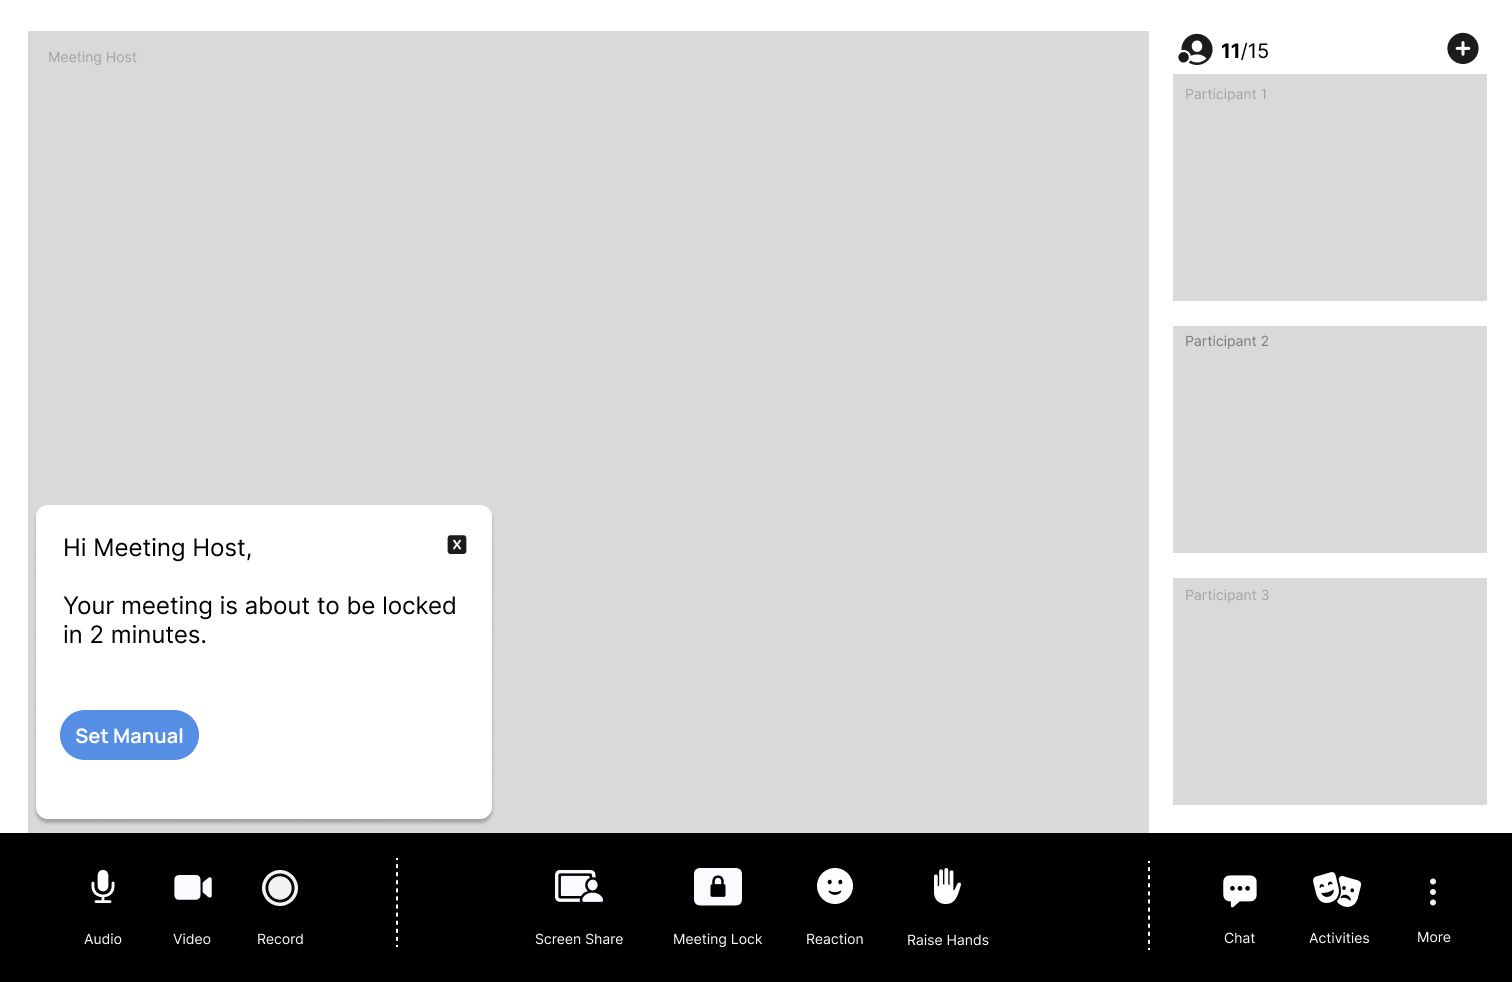 Meeting Host
11/15
Participant 1
Participant 2
Participant 3
Hi Meeting Host,
X
Your meeting is about to be locked
in 2 minutes.
Set Manual
Audio
Video
Record
Screen Share
Meeting Lock
Reaction
Raise Hands
Chat
Activities
More